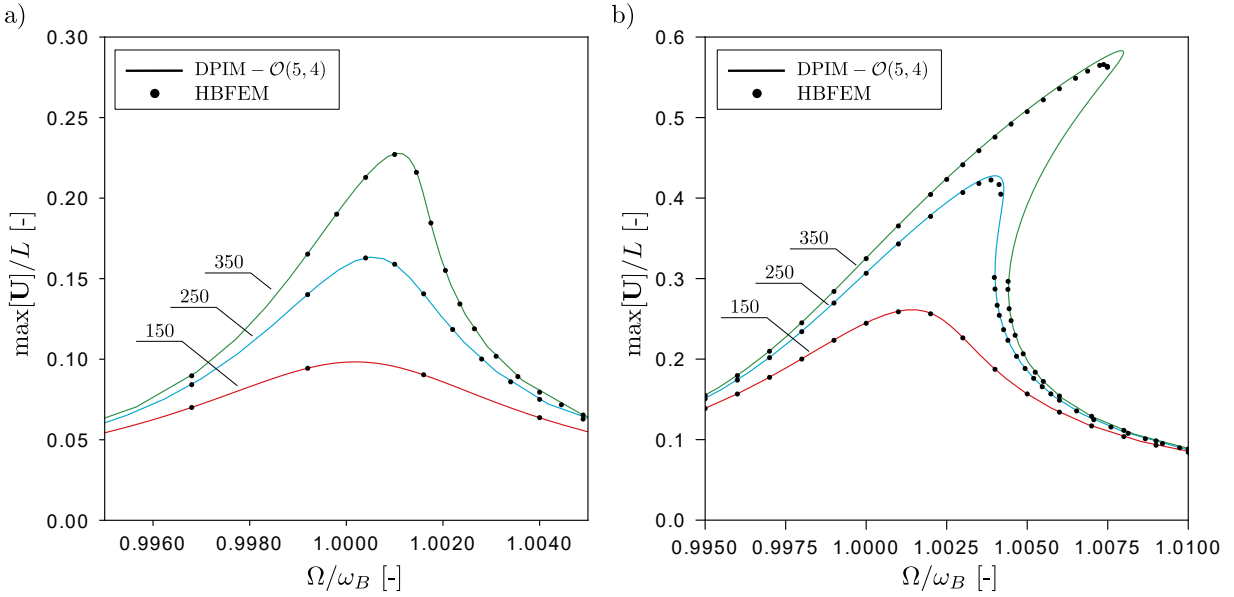 a)
0.30
0.25
0.20
0.15
0.10
0.05
0.00
max[U]/L [-]
DPIM − O(5, 4)
HBFEM
350
250
150
0.9960 0.9980 1.0000 1.0020 1.0040
Ω/ω_B [-]
b)
0.6
0.5
0.4
0.3
0.2
0.1
0.0
max[U]/L [-]
DPIM − O(5, 4)
HBFEM
350
250
150
0.9950 0.9975 1.0000 1.0025 1.0050 1.0075 1.0100
Ω/ω_B [-]